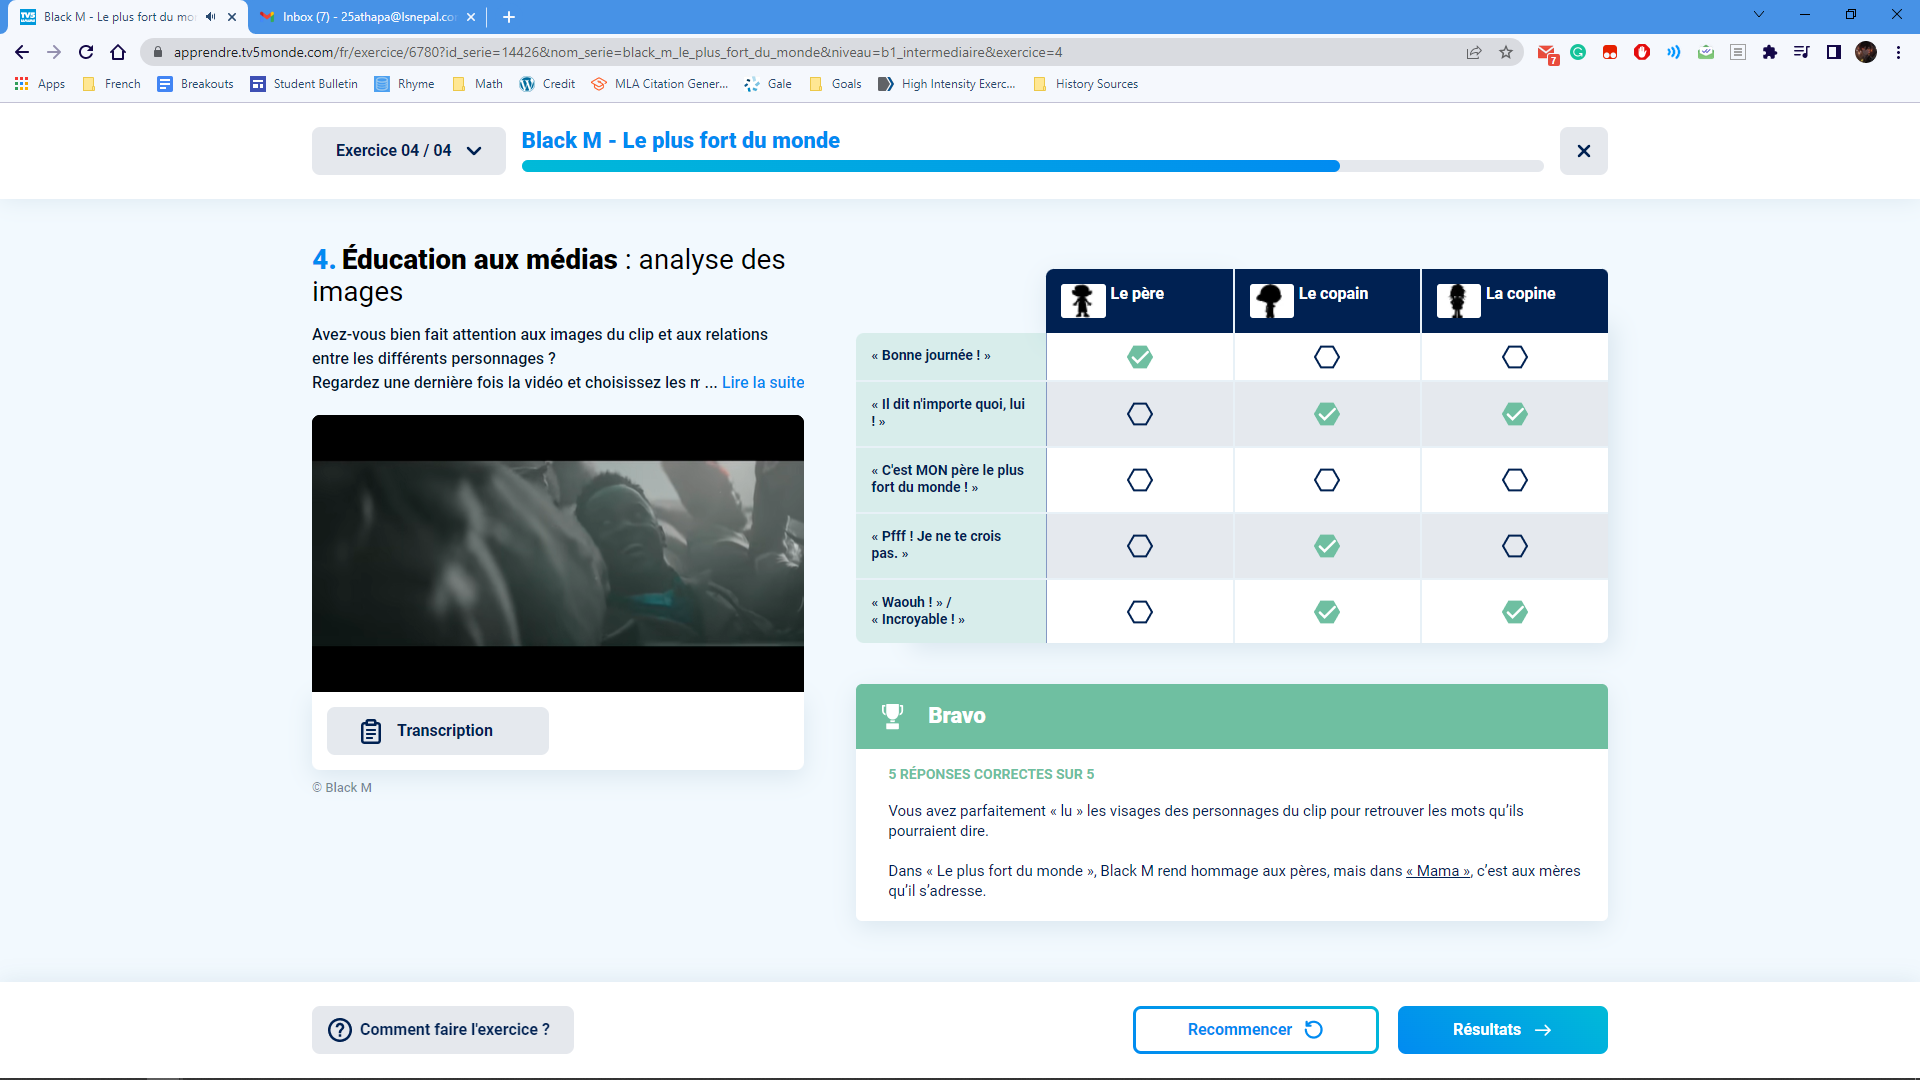 Black M - Le plus fort du mo
Inbox (7) - 25athapa@lsnepal.co
apprendre.tv5monde.com/fr/exercice/6780?id_serie=14426&nom_serie=black_m_le_plus_fort_du_monde&niveau=b1_intermediaire&exercice=4
7
Apps French Breakouts Student Bulletin Rhyme Math Credit MLA Citation Gener... Gale Goals High Intensity Exerc... History Sources
Exercice 04 / 04
Black M - Le plus fort du monde
4. Éducation aux médias : analyse des
images
Avez-vous bien fait attention aux images du clip et aux relations
entre les différents personnages ?
Regardez une dernière fois la vidéo et choisissez les m ... Lire la suite
Transcription
© Black M
Le père Le copain La copine
« Bonne journée ! »
« Il dit n'importe quoi, lui
! »
« C'est MON père le plus
fort du monde ! »
« Pfff ! Je ne te crois
pas. »
« Waouh ! » /
« Incroyable ! »
Bravo
5 RÉPONSES CORRECTES SUR 5
Vous avez parfaitement « lu » les visages des personnages du clip pour retrouver les mots qu’ils
pourraient dire.
Dans « Le plus fort du monde », Black M rend hommage aux pères, mais dans « Mama », c’est aux mères
qu’il s’adresse.
Comment faire l'exercice ?
Recommencer
Résultats